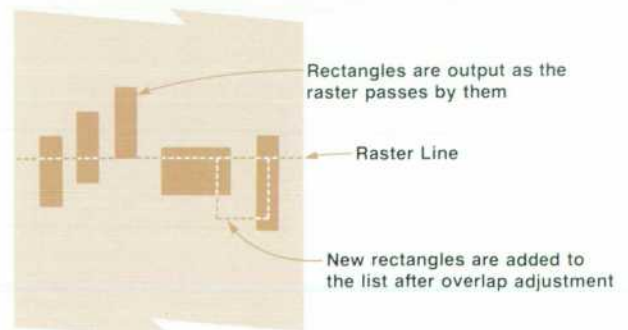 Rectangles are output as the
raster passes by them
Raster Line
New rectangles are added to
the list after overlap adjustment